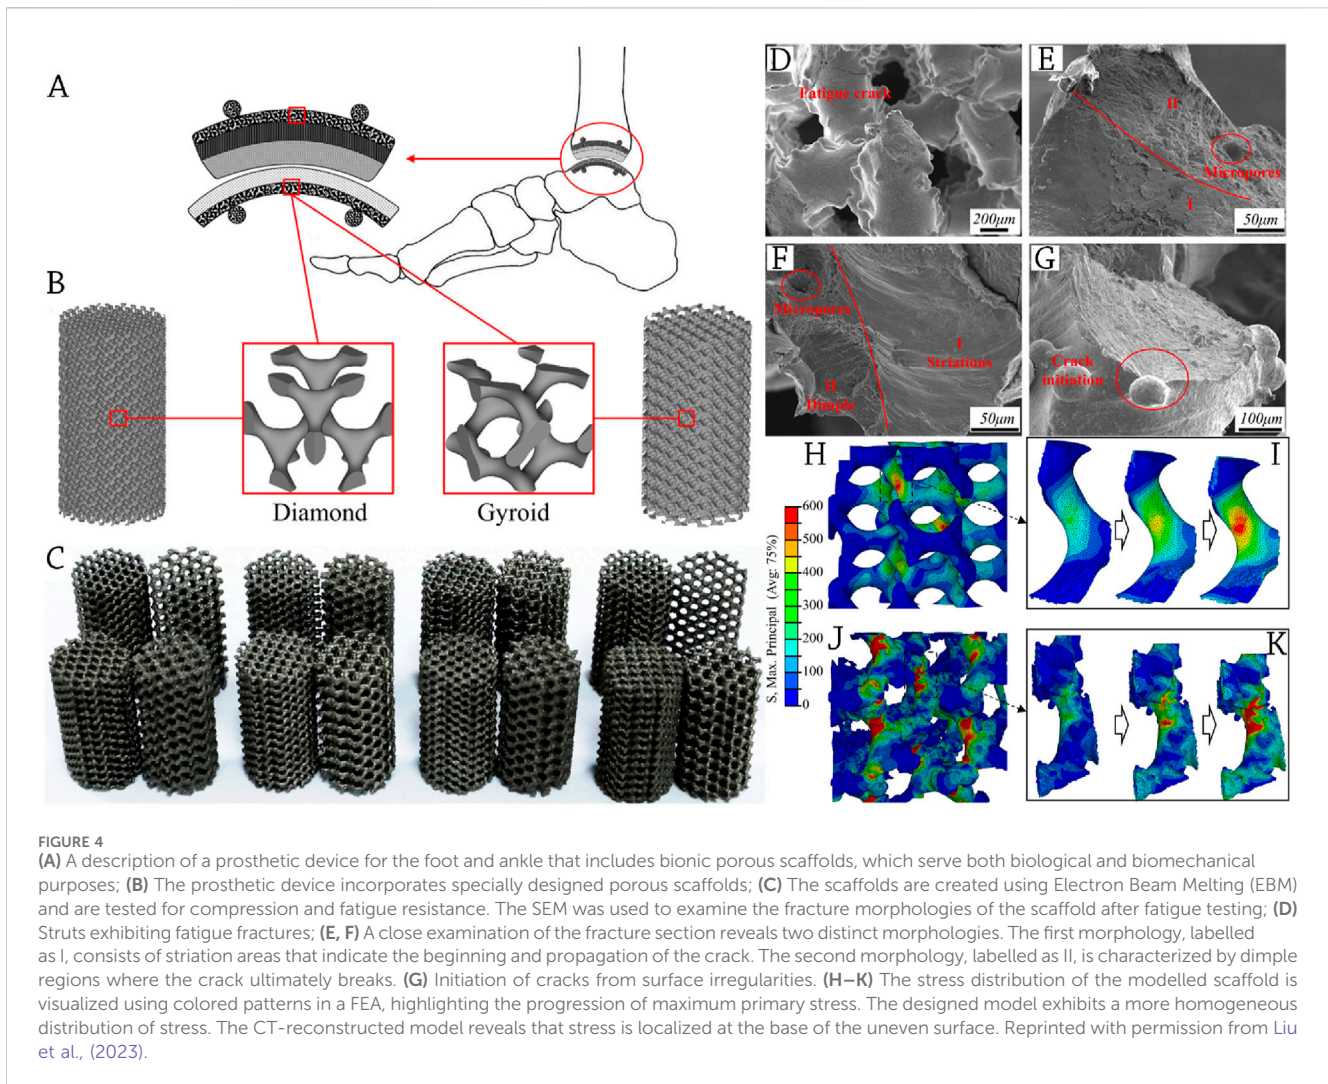 A
B
Diamond
Gyroid
C
D
Fatigue crack
200μm
E
II
Micropores
I
50μm
F
Micropores
I
Striations
II
Dimple
50μm
G
Crack
initiation
100μm
H
S, Max. Principal (Avg: 75%)
600
500
400
300
200
100
0
I
J
K
FIGURE 4
(A) A description of a prosthetic device for the foot and ankle that includes bionic porous scaffolds, which serve both biological and biomechanical
purposes; (B) The prosthetic device incorporates specially designed porous scaffolds; (C) The scaffolds are created using Electron Beam Melting (EBM)
and are tested for compression and fatigue resistance. The SEM was used to examine the fracture morphologies of the scaffold after fatigue testing; (D)
Struts exhibiting fatigue fractures; (E, F) A close examination of the fracture section reveals two distinct morphologies. The first morphology, labelled
as I, consists of striation areas that indicate the beginning and propagation of the crack. The second morphology, labelled as II, is characterized by dimple
regions where the crack ultimately breaks. (G) Initiation of cracks from surface irregularities. (H–K) The stress distribution of the modelled scaffold is
visualized using colored patterns in a FEA, highlighting the progression of maximum primary stress. The designed model exhibits a more homogeneous
distribution of stress. The CT-reconstructed model reveals that stress is localized at the base of the uneven surface. Reprinted with permission from Liu
et al., (2023).